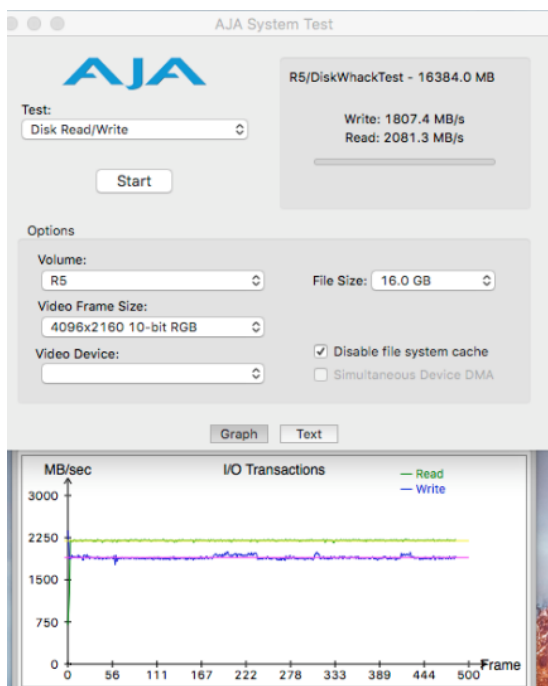 AJA System Test
AJA
R5/DiskWhackTest - 16384.0 MB
Test:
Disk Read/Write
Write: 1807.4 MB/s
Read: 2081.3 MB/s
Start
Options
Volume:
R5
File Size: 16.0 GB
Video Frame Size:
4096x2160 10-bit RGB
Video Device:
Disable file system cache
Simultaneous Device DMA
Graph Text
MB/sec I/O Transactions
Read
Write
3000
2250
1500
750
0
0 56 111 167 222 278 333 389 444 500 Frame